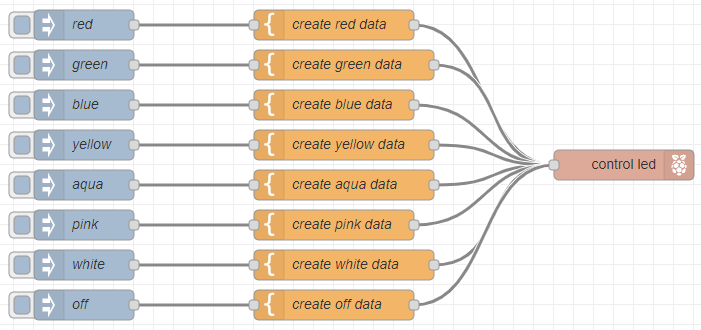 red create red data
green create green data
blue create blue data
yellow create yellow data
control led
aqua create aqua data
pink create pink data
white create white data
off create off data